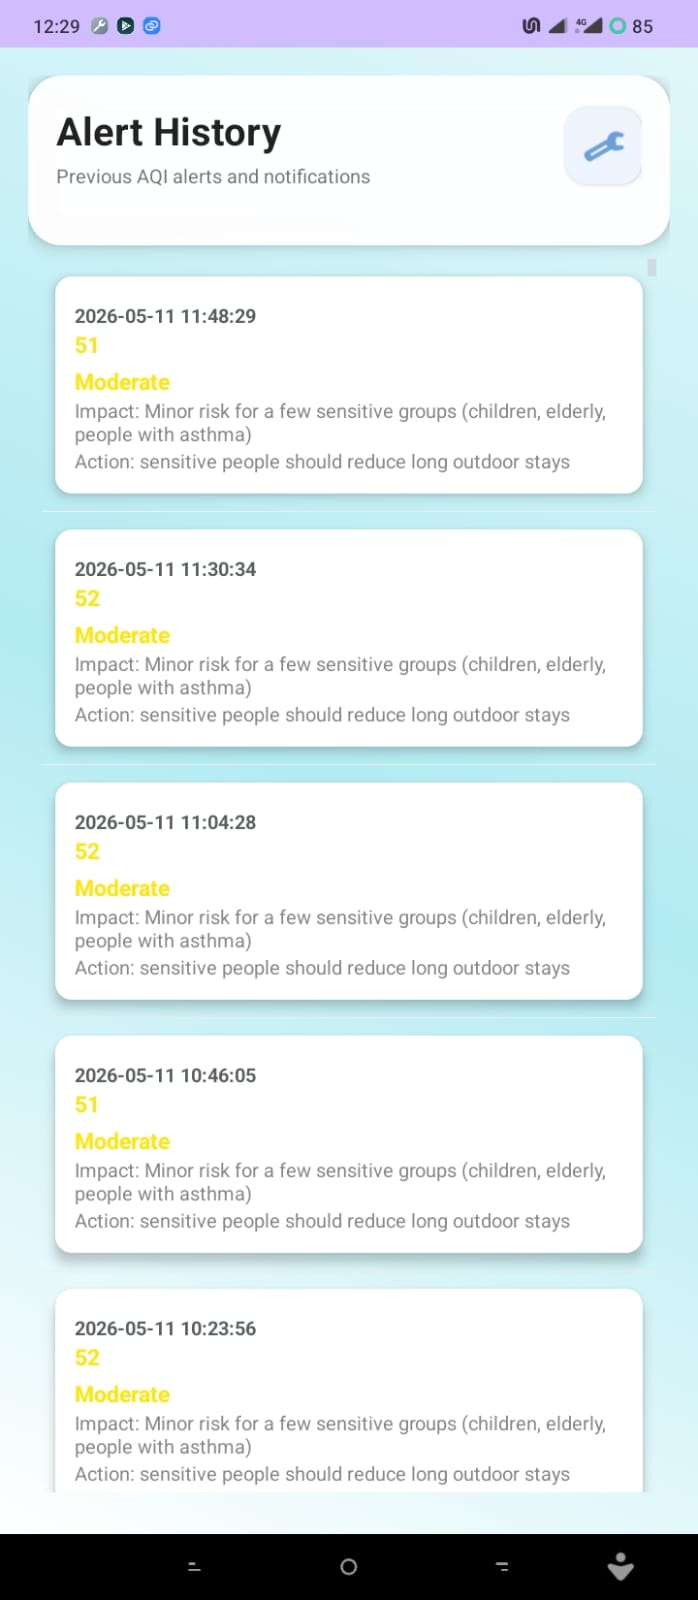 12:29
4G
85
Alert History
Previous AQI alerts and notifications
2026-05-11 11:48:29
51
Moderate
Impact: Minor risk for a few sensitive groups (children, elderly,
people with asthma)
Action: sensitive people should reduce long outdoor stays
2026-05-11 11:30:34
52
Moderate
Impact: Minor risk for a few sensitive groups (children, elderly,
people with asthma)
Action: sensitive people should reduce long outdoor stays
2026-05-11 11:04:28
52
Moderate
Impact: Minor risk for a few sensitive groups (children, elderly,
people with asthma)
Action: sensitive people should reduce long outdoor stays
2026-05-11 10:46:05
51
Moderate
Impact: Minor risk for a few sensitive groups (children, elderly,
people with asthma)
Action: sensitive people should reduce long outdoor stays
2026-05-11 10:23:56
52
Moderate
Impact: Minor risk for a few sensitive groups (children, elderly,
people with asthma)
Action: sensitive people should reduce long outdoor stays